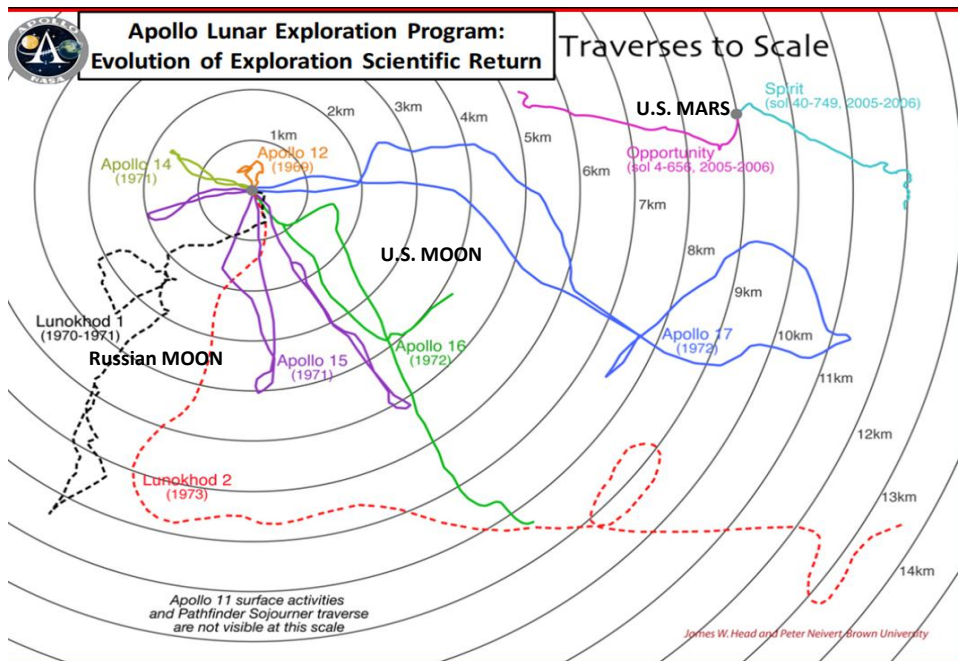 APOLLO
NASA
Apollo Lunar Exploration Program:
Evolution of Exploration Scientific Return
Traverses to Scale
1km
2km
3km
4km
5km
6km
7km
8km
9km
10km
11km
12km
13km
14km
U.S. MARS
Spirit
(sol 40-749, 2005-2006)
Opportunity
(sol 4-656, 2005-2006)
Apollo 14
(1971)
Apollo 12
(1969)
U.S. MOON
Lunokhod 1
(1970-1971)
Russian MOON
Apollo 15
(1971)
Apollo 16
(1972)
Apollo 17
(1972)
Lunokhod 2
(1973)
Apollo 11 surface activities
and Pathfinder Sojourner traverse
are not visible at this scale
James W. Head and Peter Neivert-Brown University